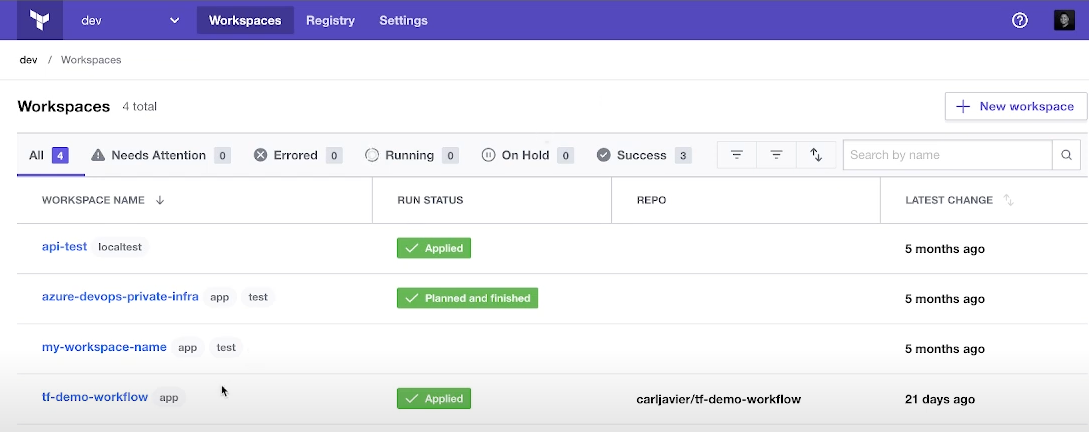 dev Workspaces Registry Settings
dev / Workspaces
Workspaces 4 total
New workspace
All 4 Needs Attention 0 Errored 0 Running 0 On Hold 0 Success 3 Search by name
WORKSPACE NAME RUN STATUS REPO LATEST CHANGE
api-test localtest Applied 5 months ago
azure-devops-private-infra app test Planned and finished 5 months ago
my-workspace-name app test 5 months ago
tf-demo-workflow app Applied carljavier/tf-demo-workflow 21 days ago